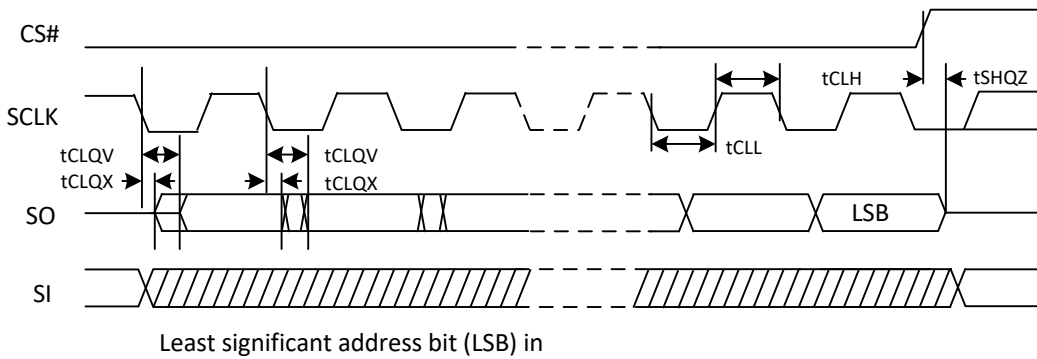 CS#
tCLH
tSHQZ
SCLK
tCLQV
tCLQV
tCLL
tCLQX
tCLQX
SO
LSB
SI
Least significant address bit (LSB) in